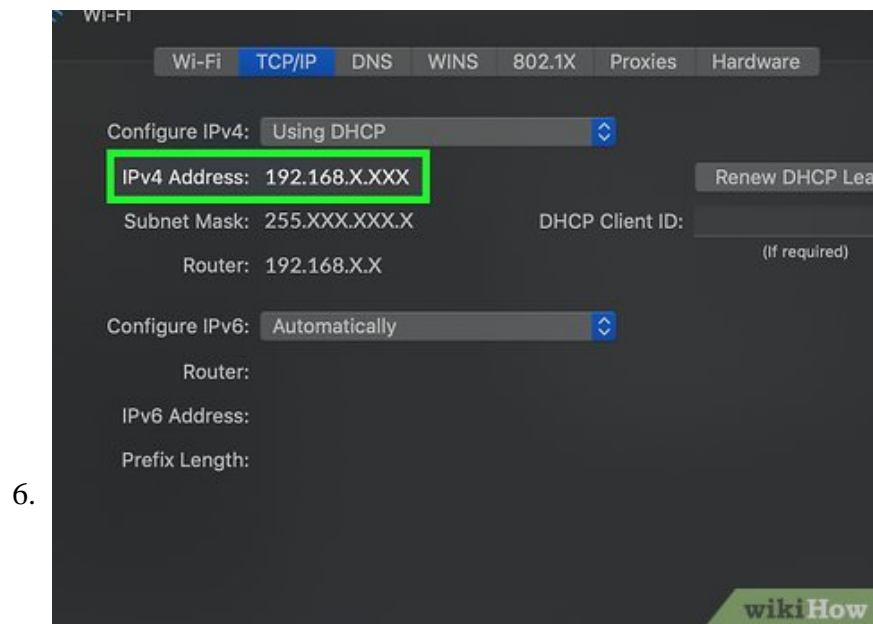 Wi-Fi
Wi-Fi TCP/IP DNS WINS 802.1X Proxies Hardware
Configure IPv4: Using DHCP
IPv4 Address: 192.168.X.XXX Renew DHCP Lea
Subnet Mask: 255.XXX.XXX.X DHCP Client ID:
(If required)
Router: 192.168.X.X
Configure IPv6: Automatically
Router:
IPv6 Address:
Prefix Length:
6.
wikiHow